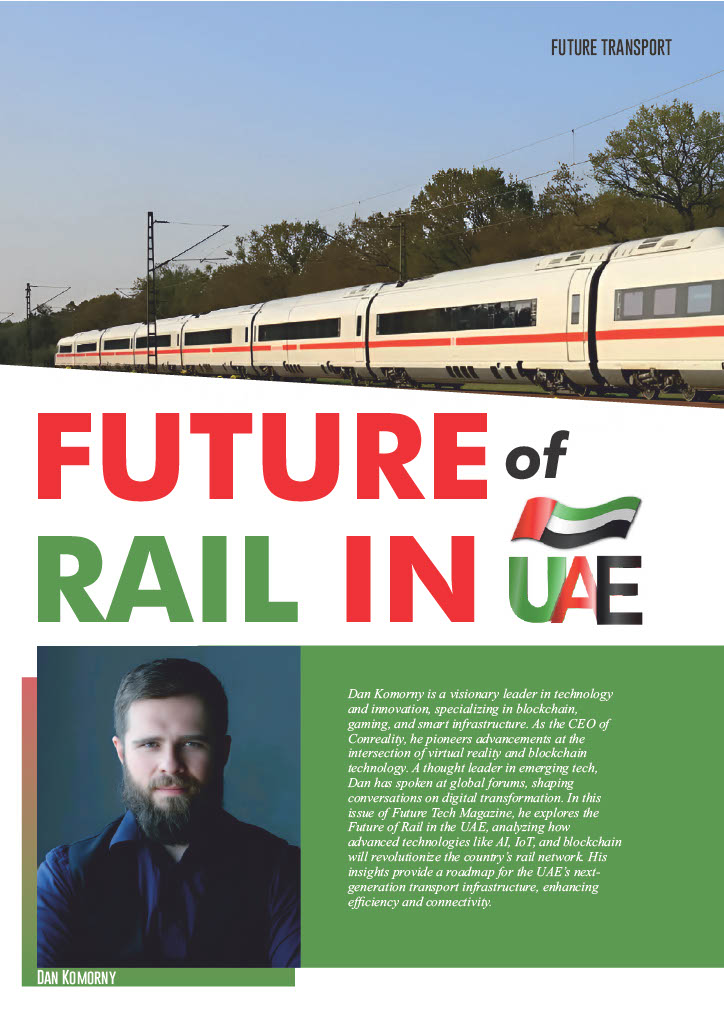 FUTURE TRANSPORT
FUTURE of
RAIL IN UAE
Dan Komorny is a visionary leader in technology
and innovation, specializing in blockchain,
gaming, and smart infrastructure. As the CEO of
Conreality, he pioneers advancements at the
intersection of virtual reality and blockchain
technology. A thought leader in emerging tech,
Dan has spoken at global forums, shaping
conversations on digital transformation. In this
issue of Future Tech Magazine, he explores the
Future of Rail in the UAE, analyzing how
advanced technologies like AI, IoT, and blockchain
will revolutionize the country's rail network. His
insights provide a roadmap for the UAE's next-
generation transport infrastructure, enhancing
efficiency and connectivity.
DAN KOMORNY